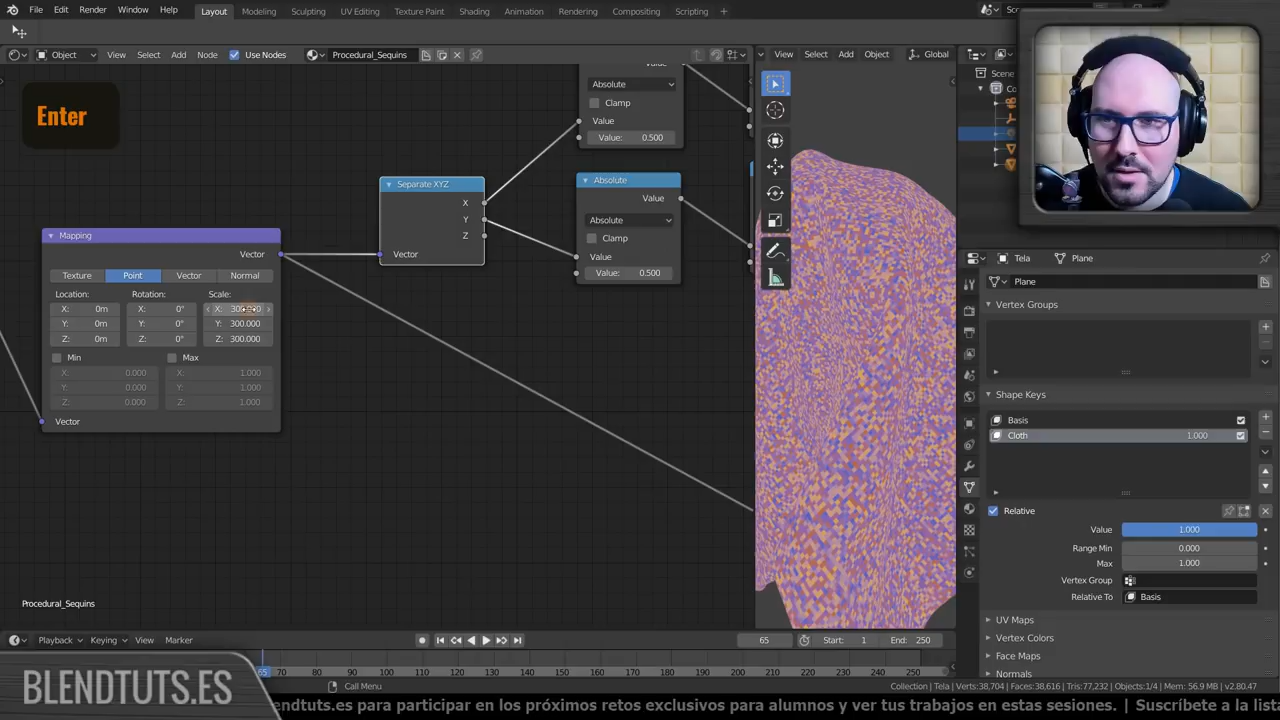 File Edit Render Window Help Layout Modeling Sculpting UV Editing Texture Paint Shading Animation Rendering Compositing Scripting +
Object View Select Add Node Use Nodes Procedural_Sequins View Select Add Object Global
Enter
Absolute
Clamp
Value
Value: 0.500
Separate XYZ
X
Y
Z
Vector
Absolute
Value
Absolute
Clamp
Value
Value: 0.500
Mapping
Vector
Texture Point Vector Normal
Location: Rotation: Scale:
X: 0m X: 0° X:
Y: 0m Y: 0° Y: 300.000
Z: 0m Z: 0° Z: 300.000
Min Max
X: 0.000 X: 1.000
Y: 0.000 Y: 1.000
Z: 0.000 Z: 1.000
Vector
Procedural_Sequins
Scene
Tela Plane
Plane
Vertex Groups
Shape Keys
Basis
Cloth 1.000
Relative
Value 1.000
Range Min 0.000
Max 1.000
Vertex Group
Relative To Basis
UV Maps
Vertex Colors
Face Maps
Normals
Playback Keying View Marker 65 Start: 1 End: 250
65 70 80 90 100 110 120 130 140 150 160 170 180 190 200 210 220 230 240 250
Call Menu Collection | Tela | Verts:38,704 | Faces:38,616 | Tris:77,232 | Objects:1/4 | Mem: 56.9 MB | v2.80.47
BLENDTUTS.ES
blendtuts.es para participar en los próximos retos exclusivos para alumnos y ver tus trabajos en estas sesiones. | Suscríbete a la